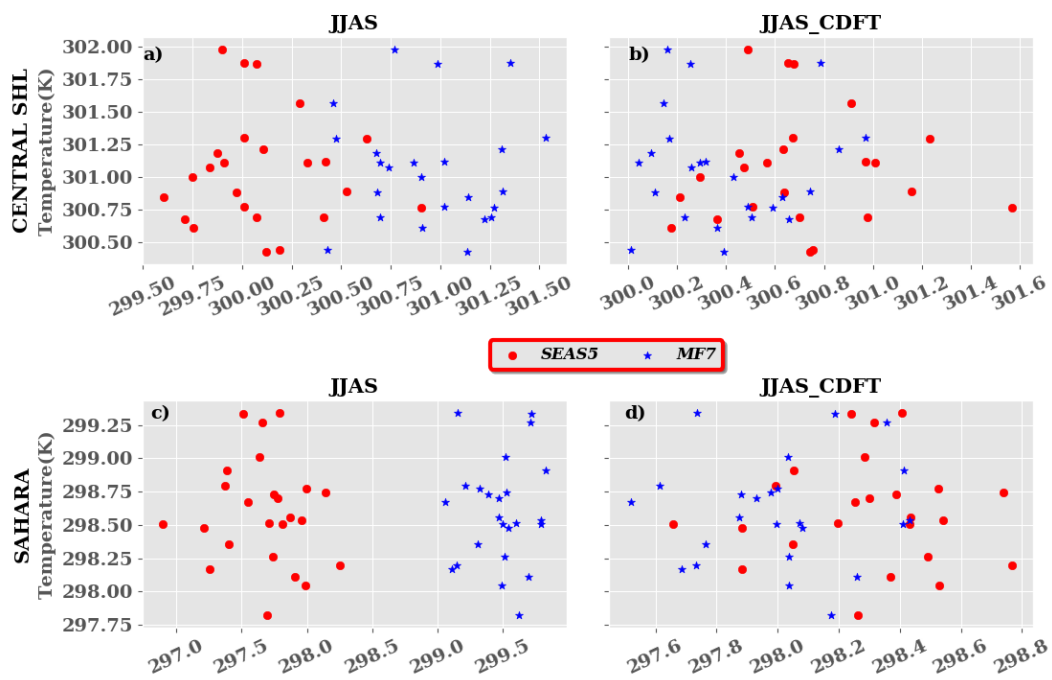 JJAS
JJAS_CDFT
CENTRAL SHL
Temperature(K)
a)
b)
302.00
301.75
301.50
301.25
301.00
300.75
300.50
299.50 299.75 300.00 300.25 300.50 300.75 301.00 301.25 301.50
300.0 300.2 300.4 300.6 300.8 301.0 301.2 301.4 301.6
SEAS5 MF7
JJAS
JJAS_CDFT
SAHARA
Temperature(K)
c)
d)
299.25
299.00
298.75
298.50
298.25
298.00
297.75
297.0 297.5 298.0 298.5 299.0 299.5
297.6 297.8 298.0 298.2 298.4 298.6 298.8